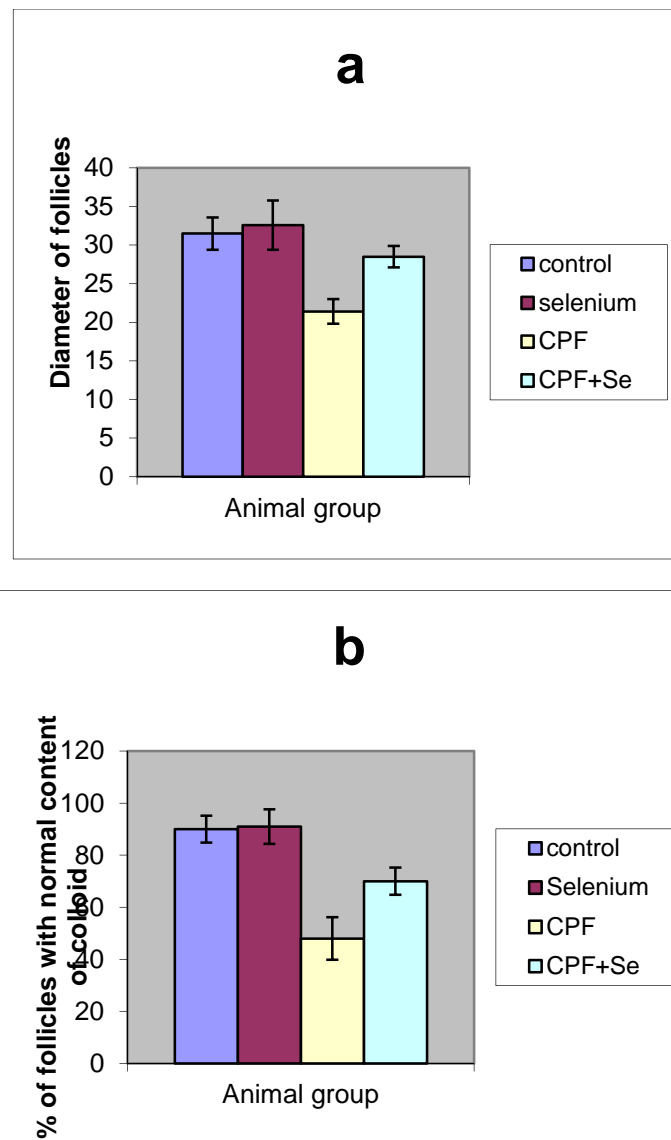 a
Diameter of follicles
40
35
30
25
20
15
10
5
0
Animal group
control
selenium
CPF
CPF+Se
b
% of follicles with normal content
of colloid
120
100
80
60
40
20
0
Animal group
control
Selenium
CPF
CPF+Se